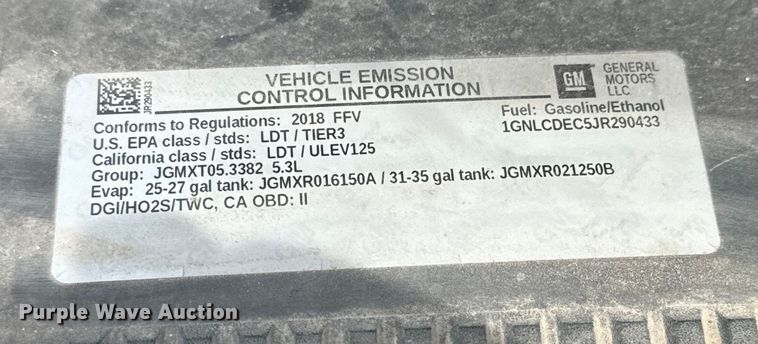 JR290433
VEHICLE EMISSION
CONTROL INFORMATION
GM
GENERAL
MOTORS
LLC
Conforms to Regulations: 2018 FFV
Fuel: Gasoline/Ethanol
U.S. EPA class / stds: LDT / TIER3
1GNLCDEC5JR290433
California class / stds: LDT / ULEV125
Group: JGMXT05.3382 5.3L
Evap: 25-27 gal tank: JGMXR016150A / 31-35 gal tank: JGMXR021250B
DGI/HO2S/TWC, CA OBD: II
Purple Wave Auction